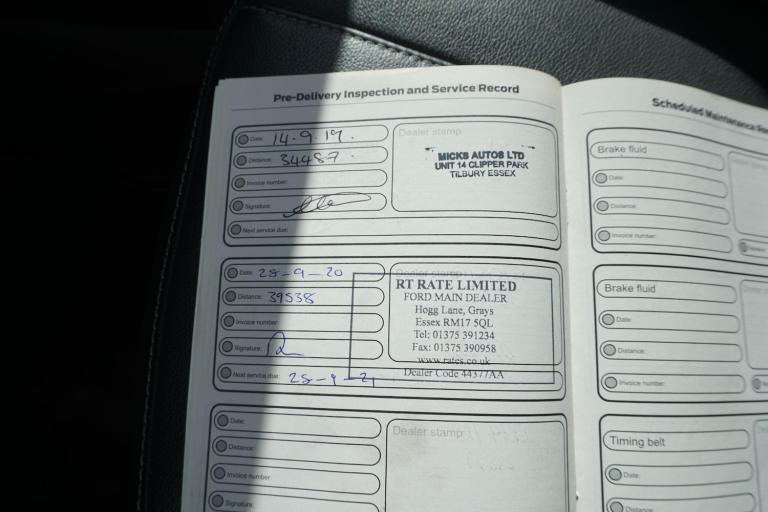 Pre-Delivery Inspection and Service Record
Date: 14.9.19.
Distance: 34487.
Invoice number:
Signature:
Next service due:
Dealer stamp
MICKS AUTOS LTD
UNIT 14 CLIPPER PARK
TILBURY ESSEX
Date: 28-9-20
Distance: 39538
Invoice number:
Signature:
Next service due: 28-9-21
Dealer stamp
RT RATE LIMITED
FORD MAIN DEALER
Hogg Lane, Grays
Essex RM17 5QL
Tel: 01375 391234
Fax: 01375 390958
www.rates.co.uk
Dealer Code 44377AA
Date:
Distance:
Invoice number:
Signature:
Dealer stamp
Scheduled Maintenance
Brake fluid
Date:
Distance:
Invoice number:
Brake fluid
Date:
Distance:
Invoice number:
Timing belt
Date:
Distance: